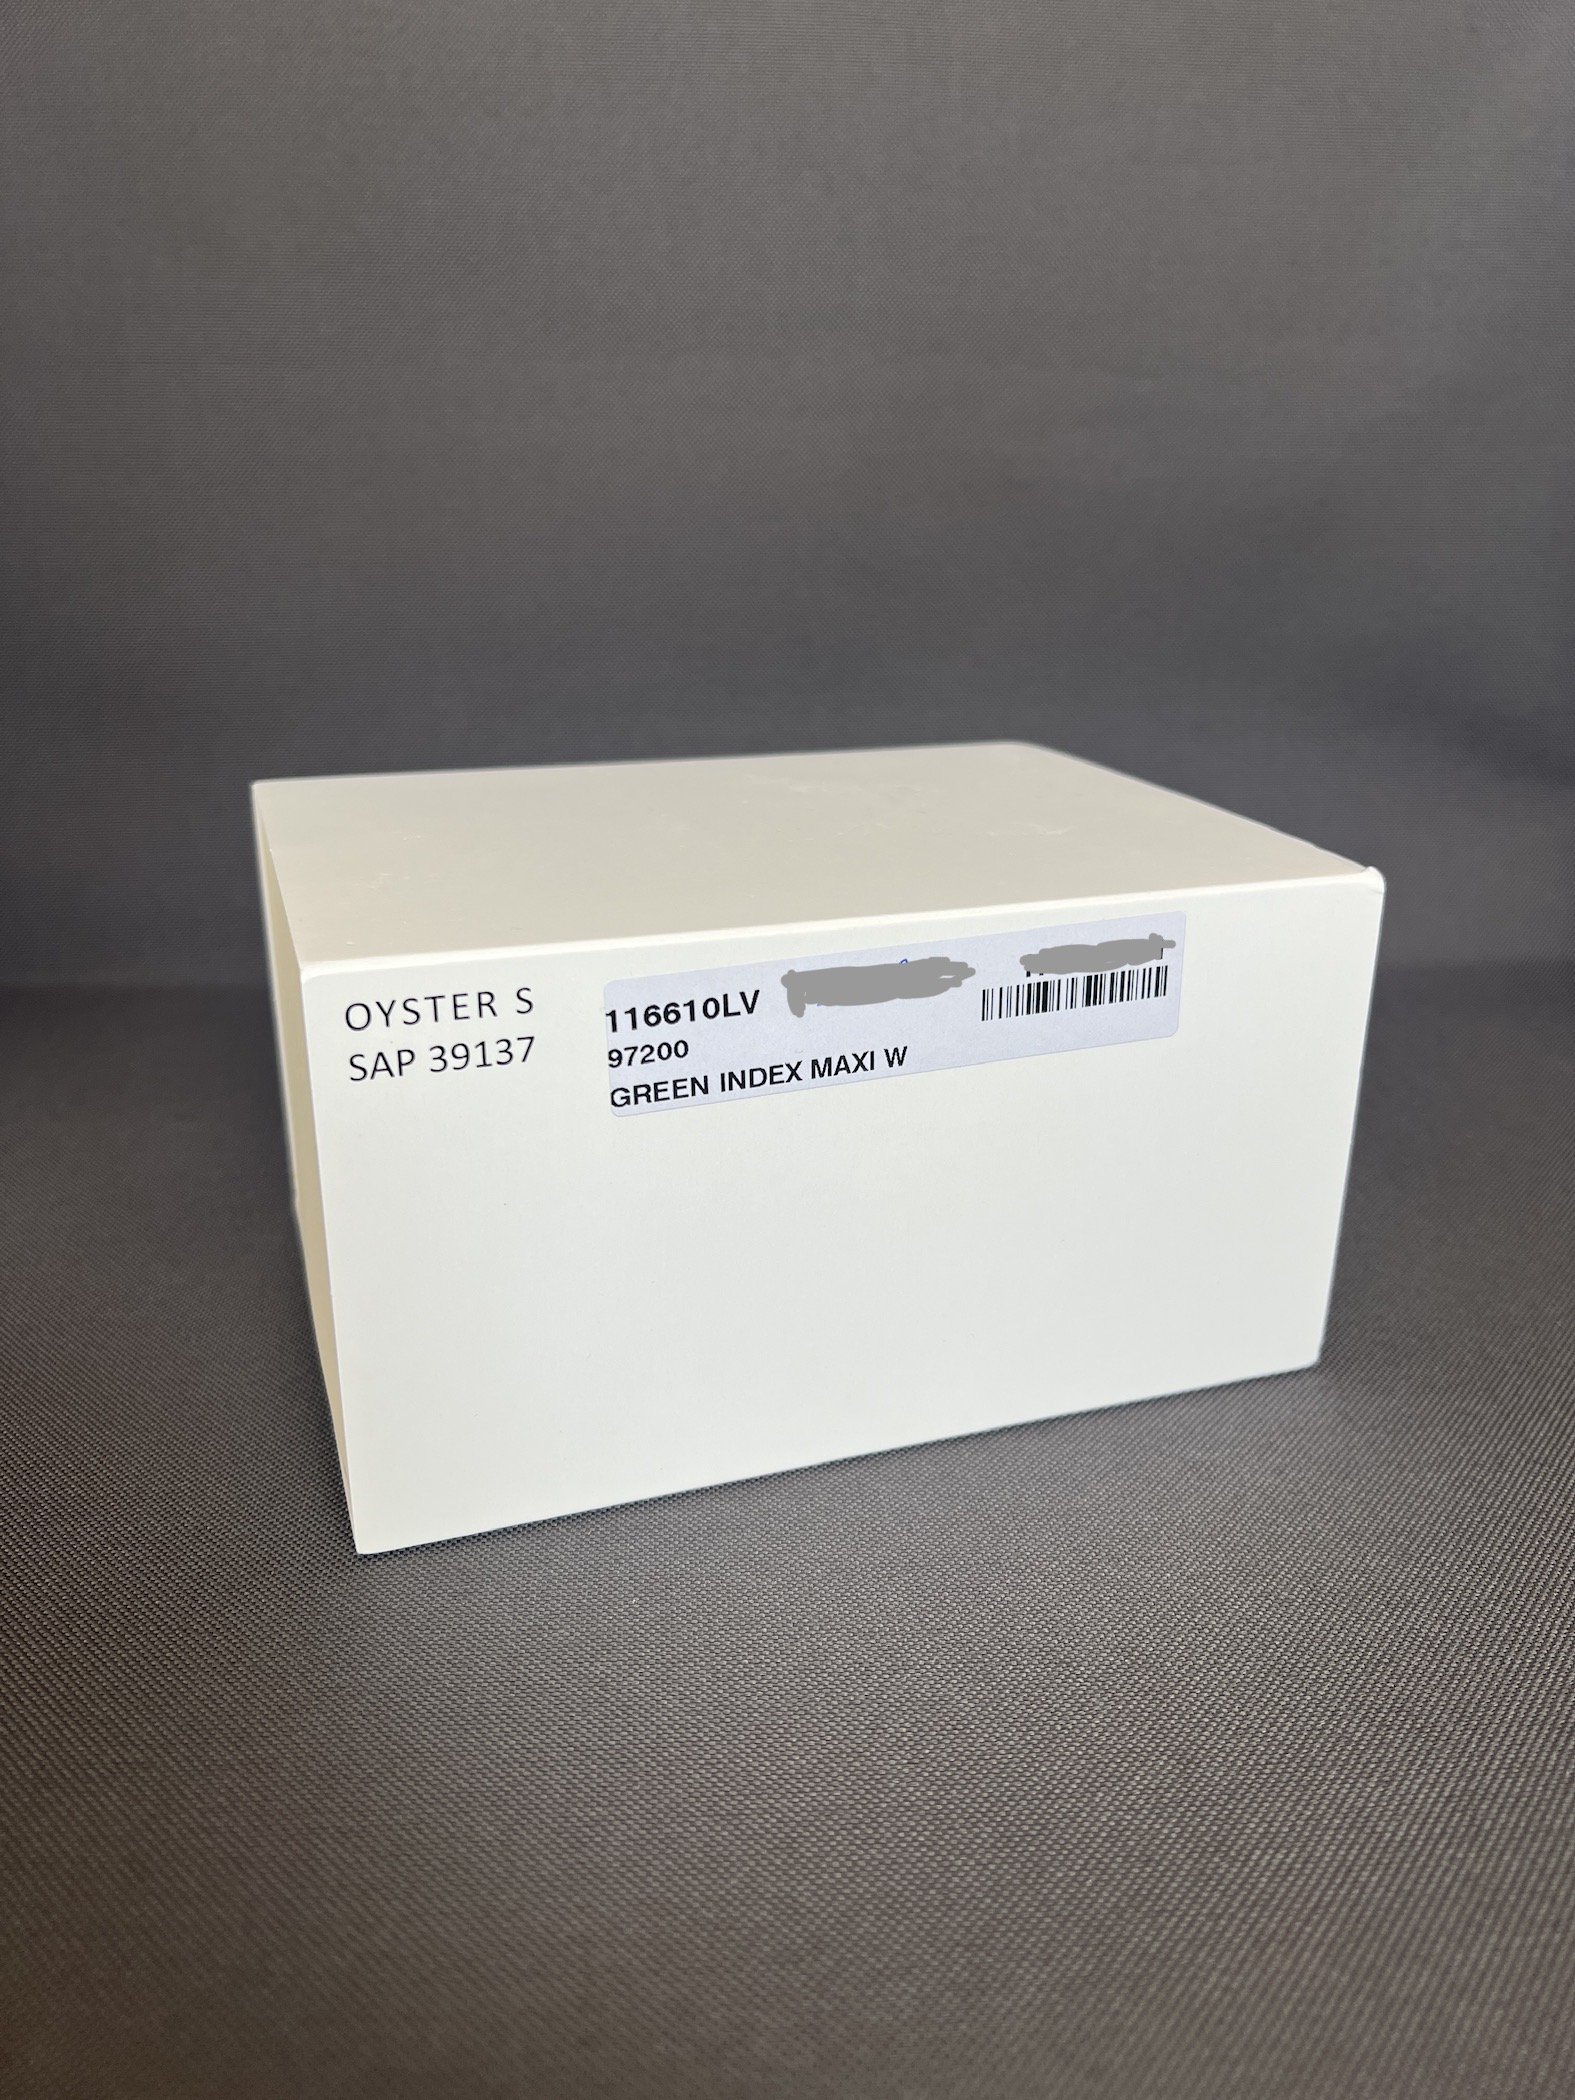 OYSTER S
SAP 39137
116610LV
97200
GREEN INDEX MAXI W